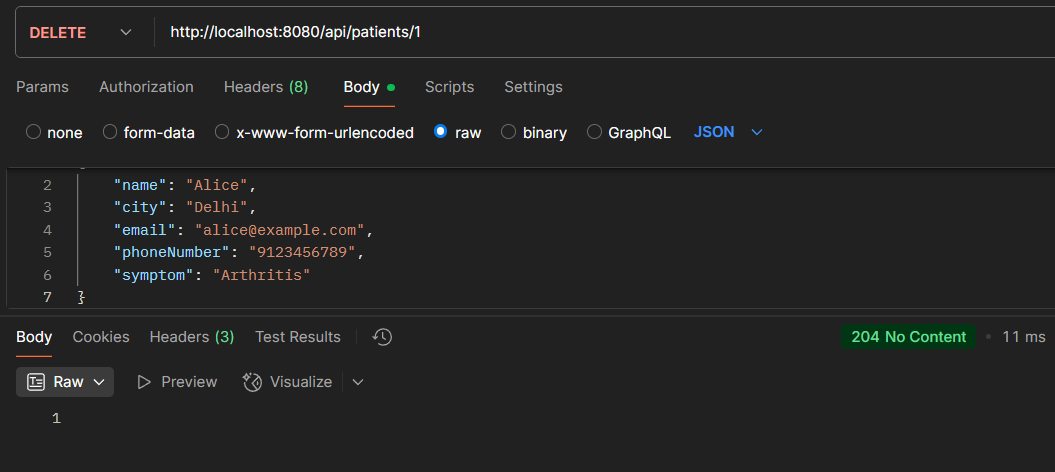 DELETE http://localhost:8080/api/patients/1
Params Authorization Headers (8) Body Scripts Settings
none form-data x-www-form-urlencoded raw binary GraphQL JSON
2 "name": "Alice",
3 "city": "Delhi",
4 "email": "alice@example.com",
5 "phoneNumber": "9123456789",
6 "symptom": "Arthritis"
7 }
Body Cookies Headers (3) Test Results 204 No Content 11 ms
Raw Preview Visualize
1